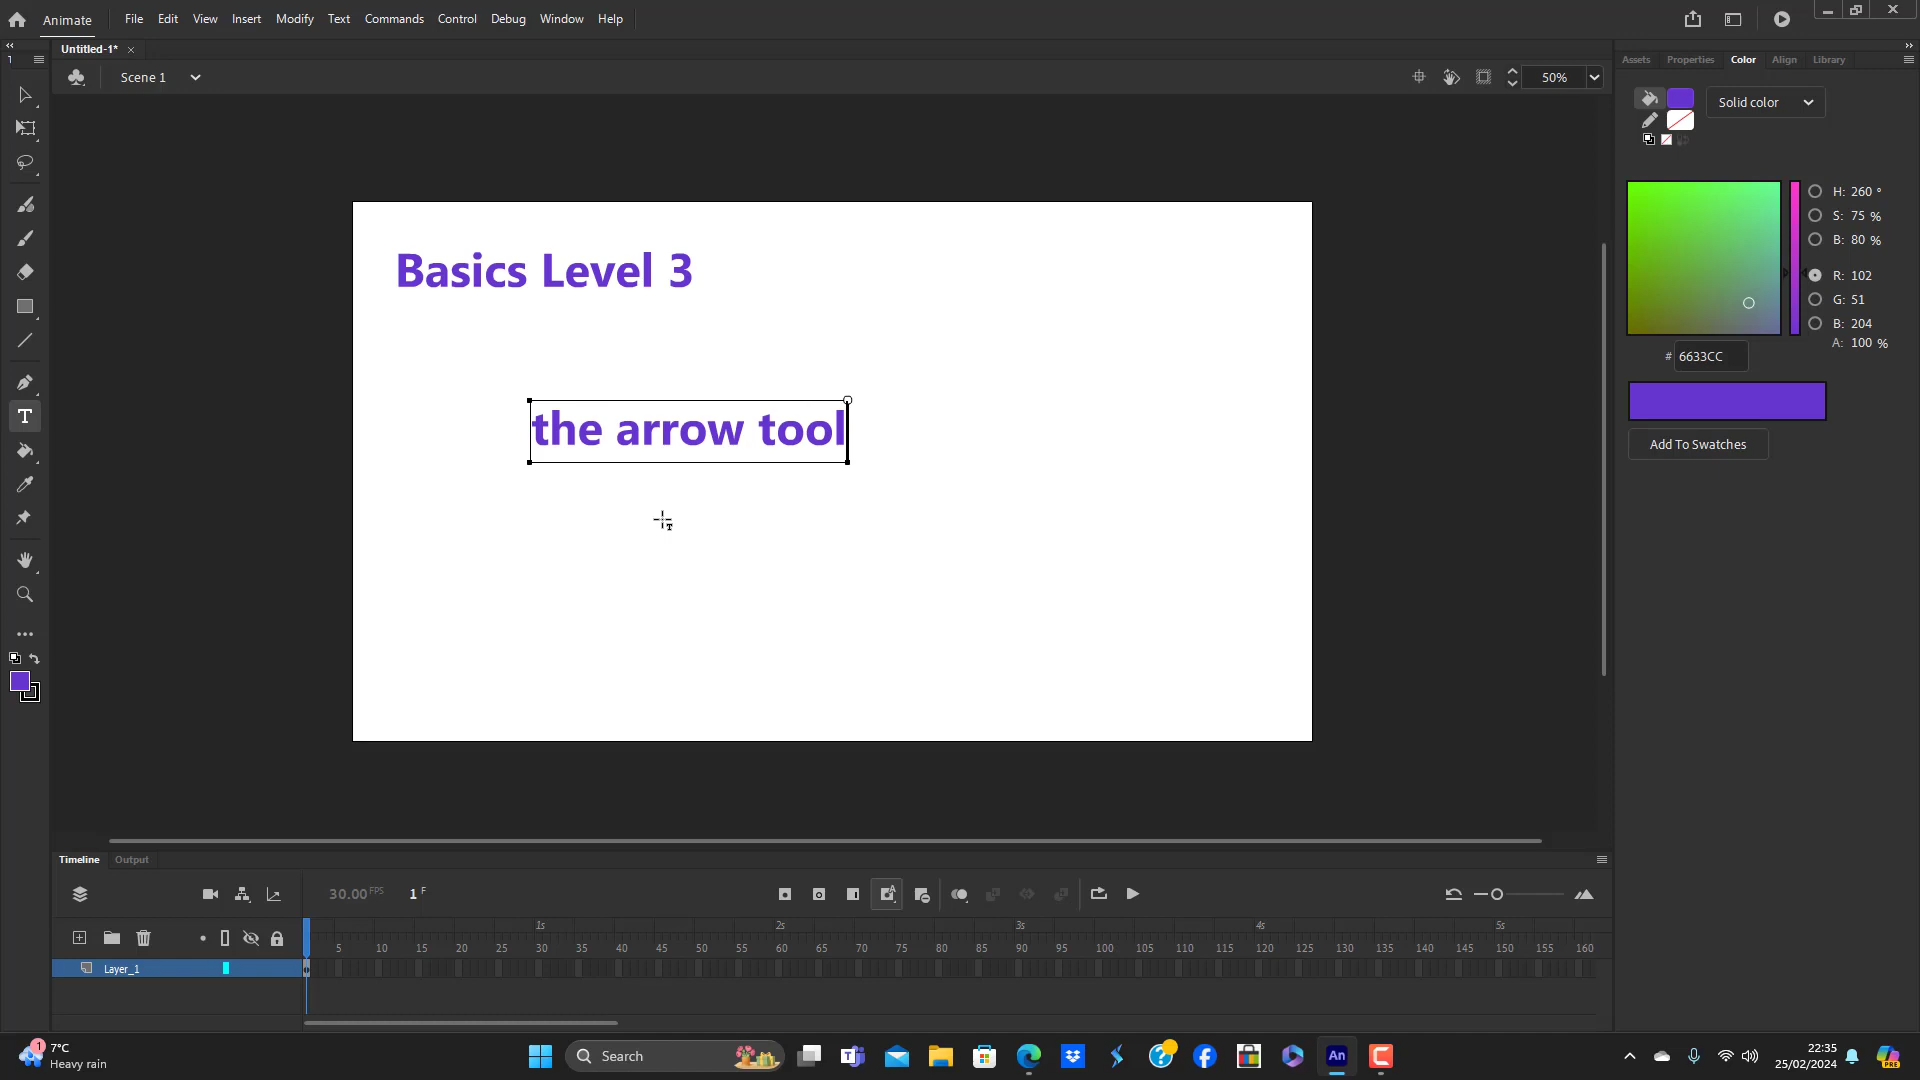 Animate File Edit View Insert Modify Text Commands Control Debug Window Help
Untitled-1*
Scene 1 50%
Assets Properties Color Align Library
Solid color
H: 260 °
S: 75 %
B: 80 %
R: 102
G: 51
B: 204
A: 100 %
# 6633CC
Add To Swatches
Basics Level 3
the arrow tool
Timeline Output
30.00 FPS 1 F
1s 2s 3s 4s 5s
5 10 15 20 25 30 35 40 45 50 55 60 65 70 75 80 85 90 95 100 105 110 115 120 125 130 135 140 145 150 155 160
Layer_1
1 7°C
Heavy rain
Search
An
22:35
25/02/2024
PRE